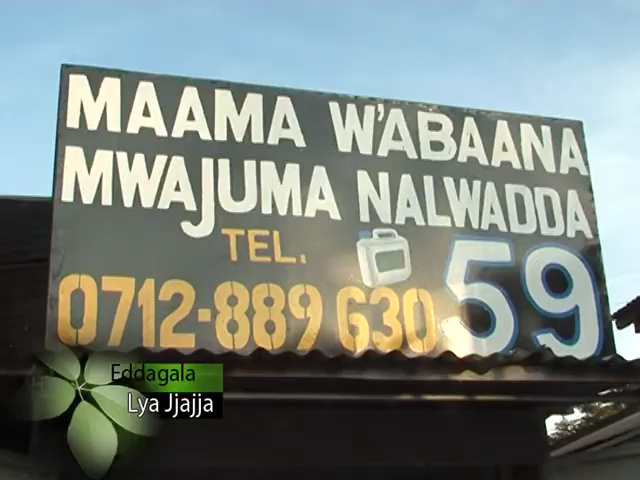 MAAMA W'ABAANA
MWAJUMA NALWADDA
TEL.
0712-889 630 59
Eddagala
Lya Jjajja